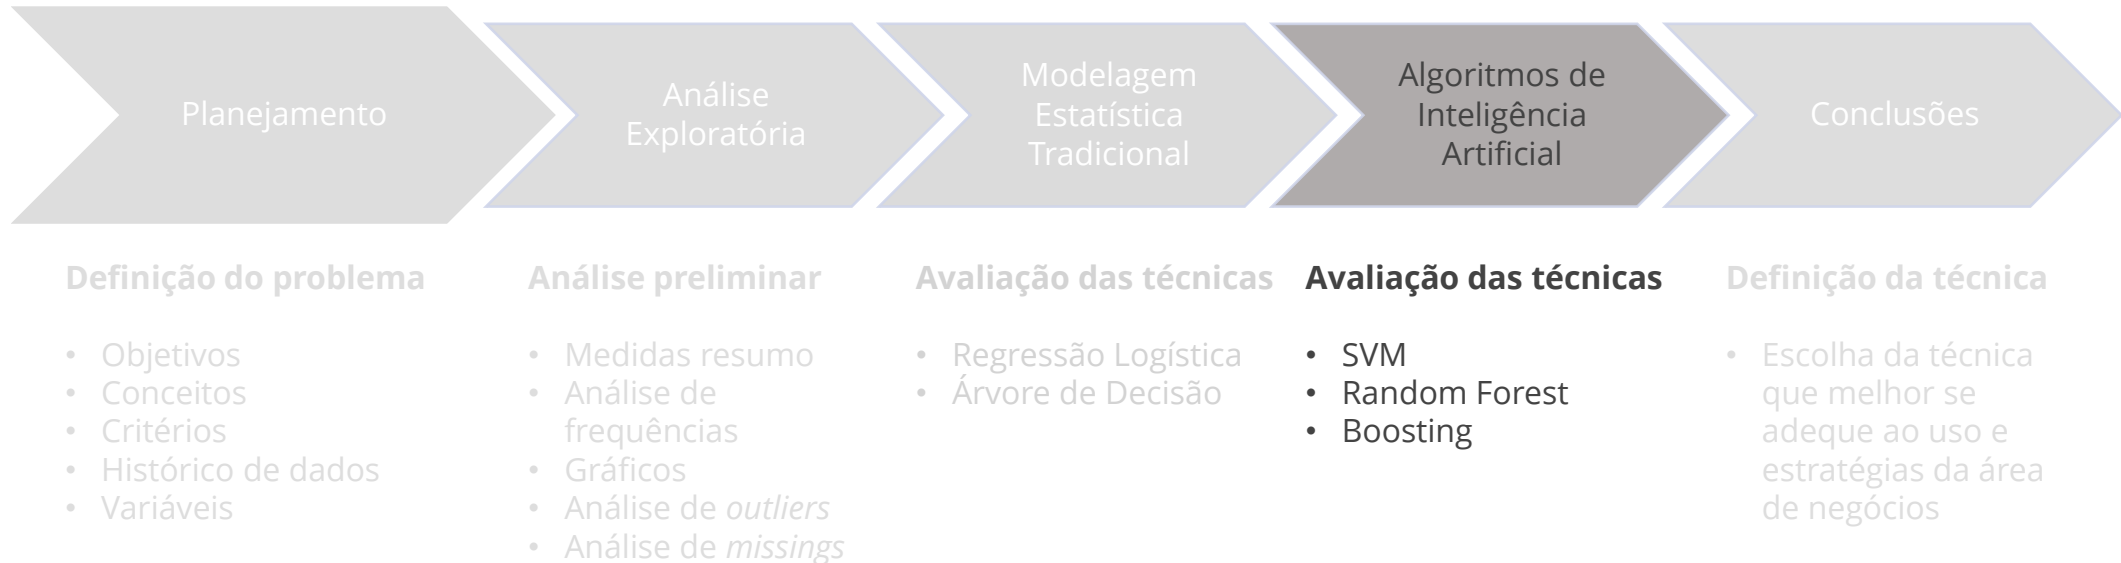 Planejamento
Análise
Exploratória
Modelagem
Estatística
Tradicional
Algoritmos de
Inteligência
Artificial
Conclusões
Definição do problema
• Objetivos
• Conceitos
• Critérios
• Histórico de dados
• Variáveis
Análise preliminar
• Medidas resumo
• Análise de
frequências
• Gráficos
• Análise de outliers
• Análise de missings
Avaliação das técnicas
• Regressão Logística
• Árvore de Decisão
Avaliação das técnicas
• SVM
• Random Forest
• Boosting
Definição da técnica
• Escolha da técnica
que melhor se
adeque ao uso e
estratégias da área
de negócios